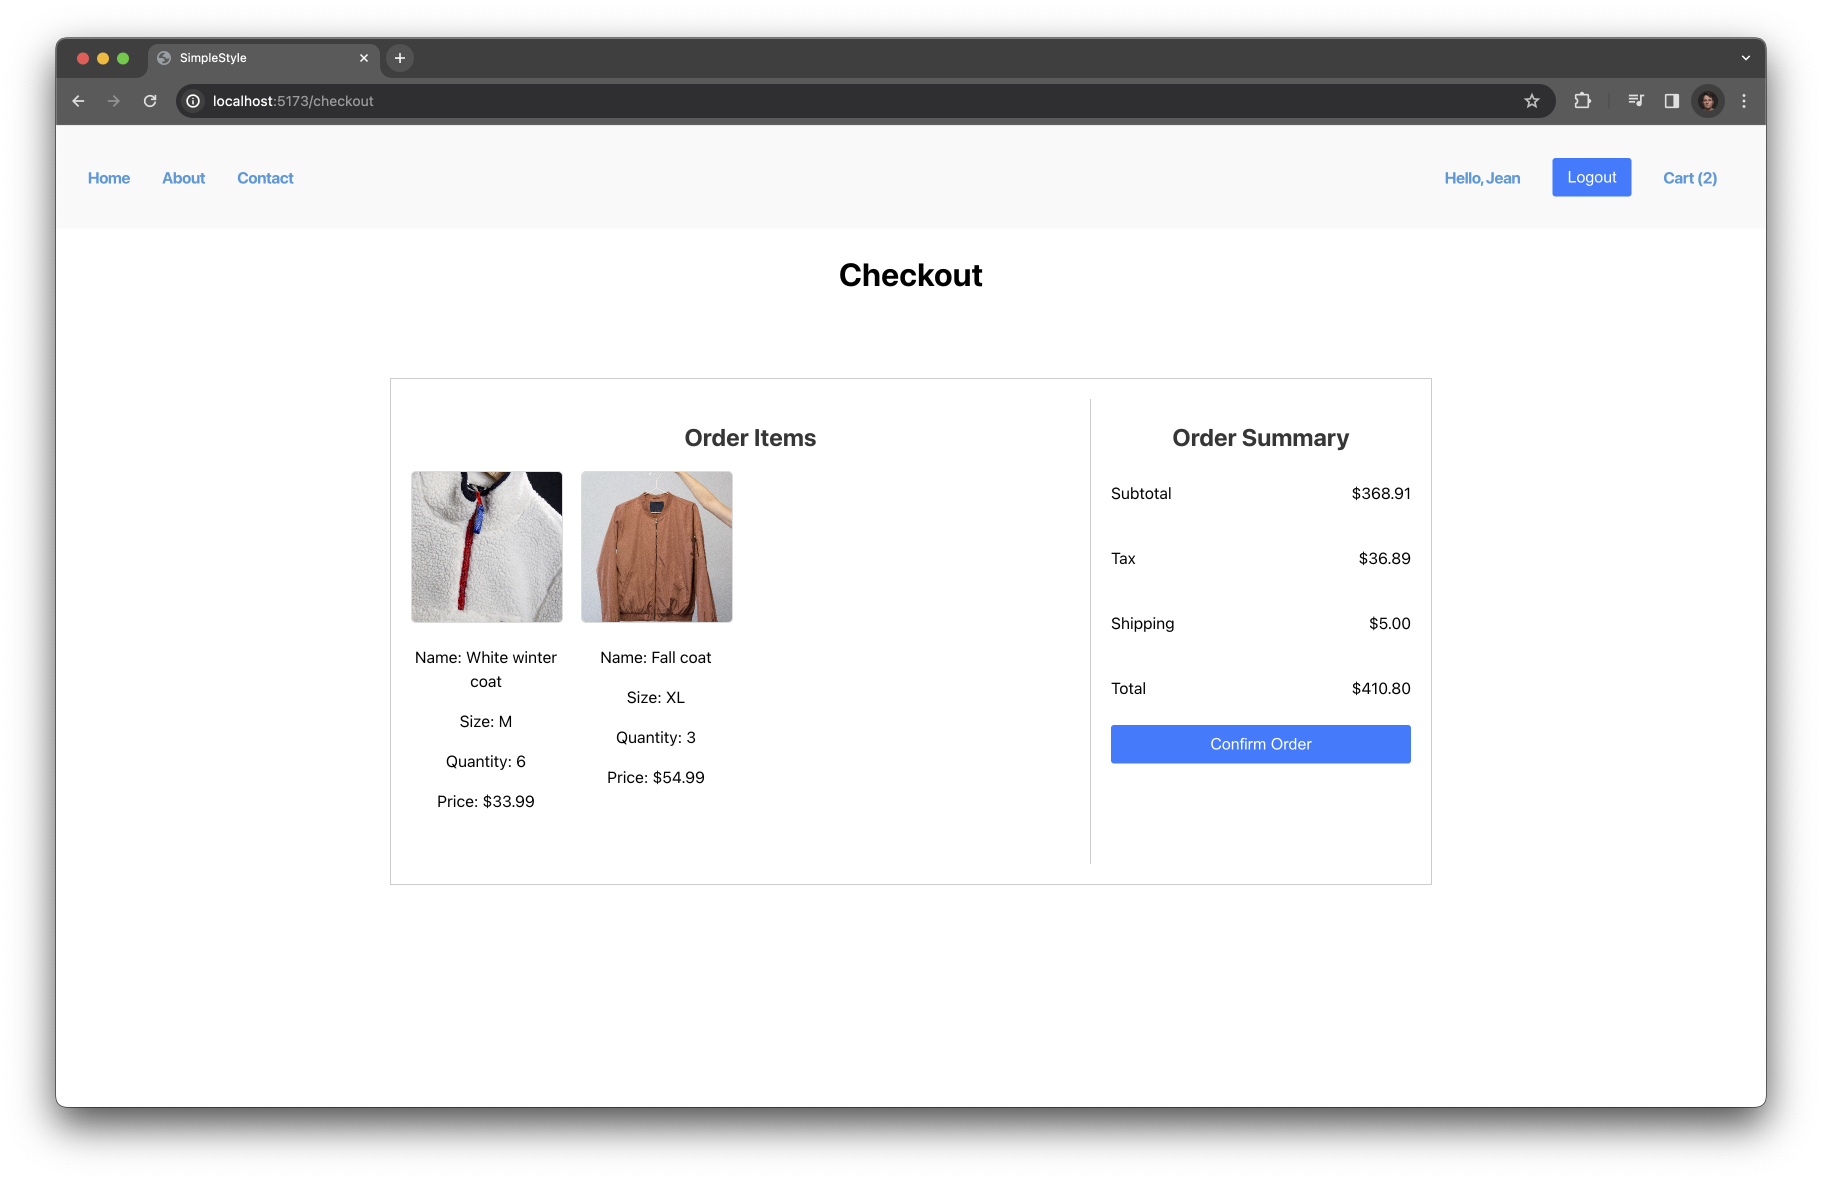 SimpleStyle
localhost:5173/checkout
Home About Contact Hello, Jean Logout Cart (2)
Checkout
Order Items
Name: White winter
coat
Size: M
Quantity: 6
Price: $33.99
Name: Fall coat
Size: XL
Quantity: 3
Price: $54.99
Order Summary
Subtotal $368.91
Tax $36.89
Shipping $5.00
Total $410.80
Confirm Order